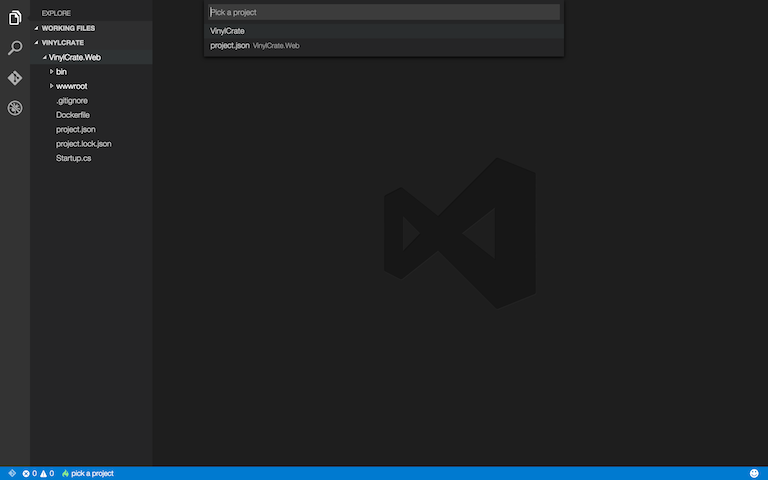 EXPLORE
WORKING FILES
VINYLCRATE
VinylCrate.Web
bin
wwwroot
.gitignore
Dockerfile
project.json
project.lock.json
Startup.cs
Pick a project
VinylCrate
project.json VinylCrate.Web
0 0 pick a project